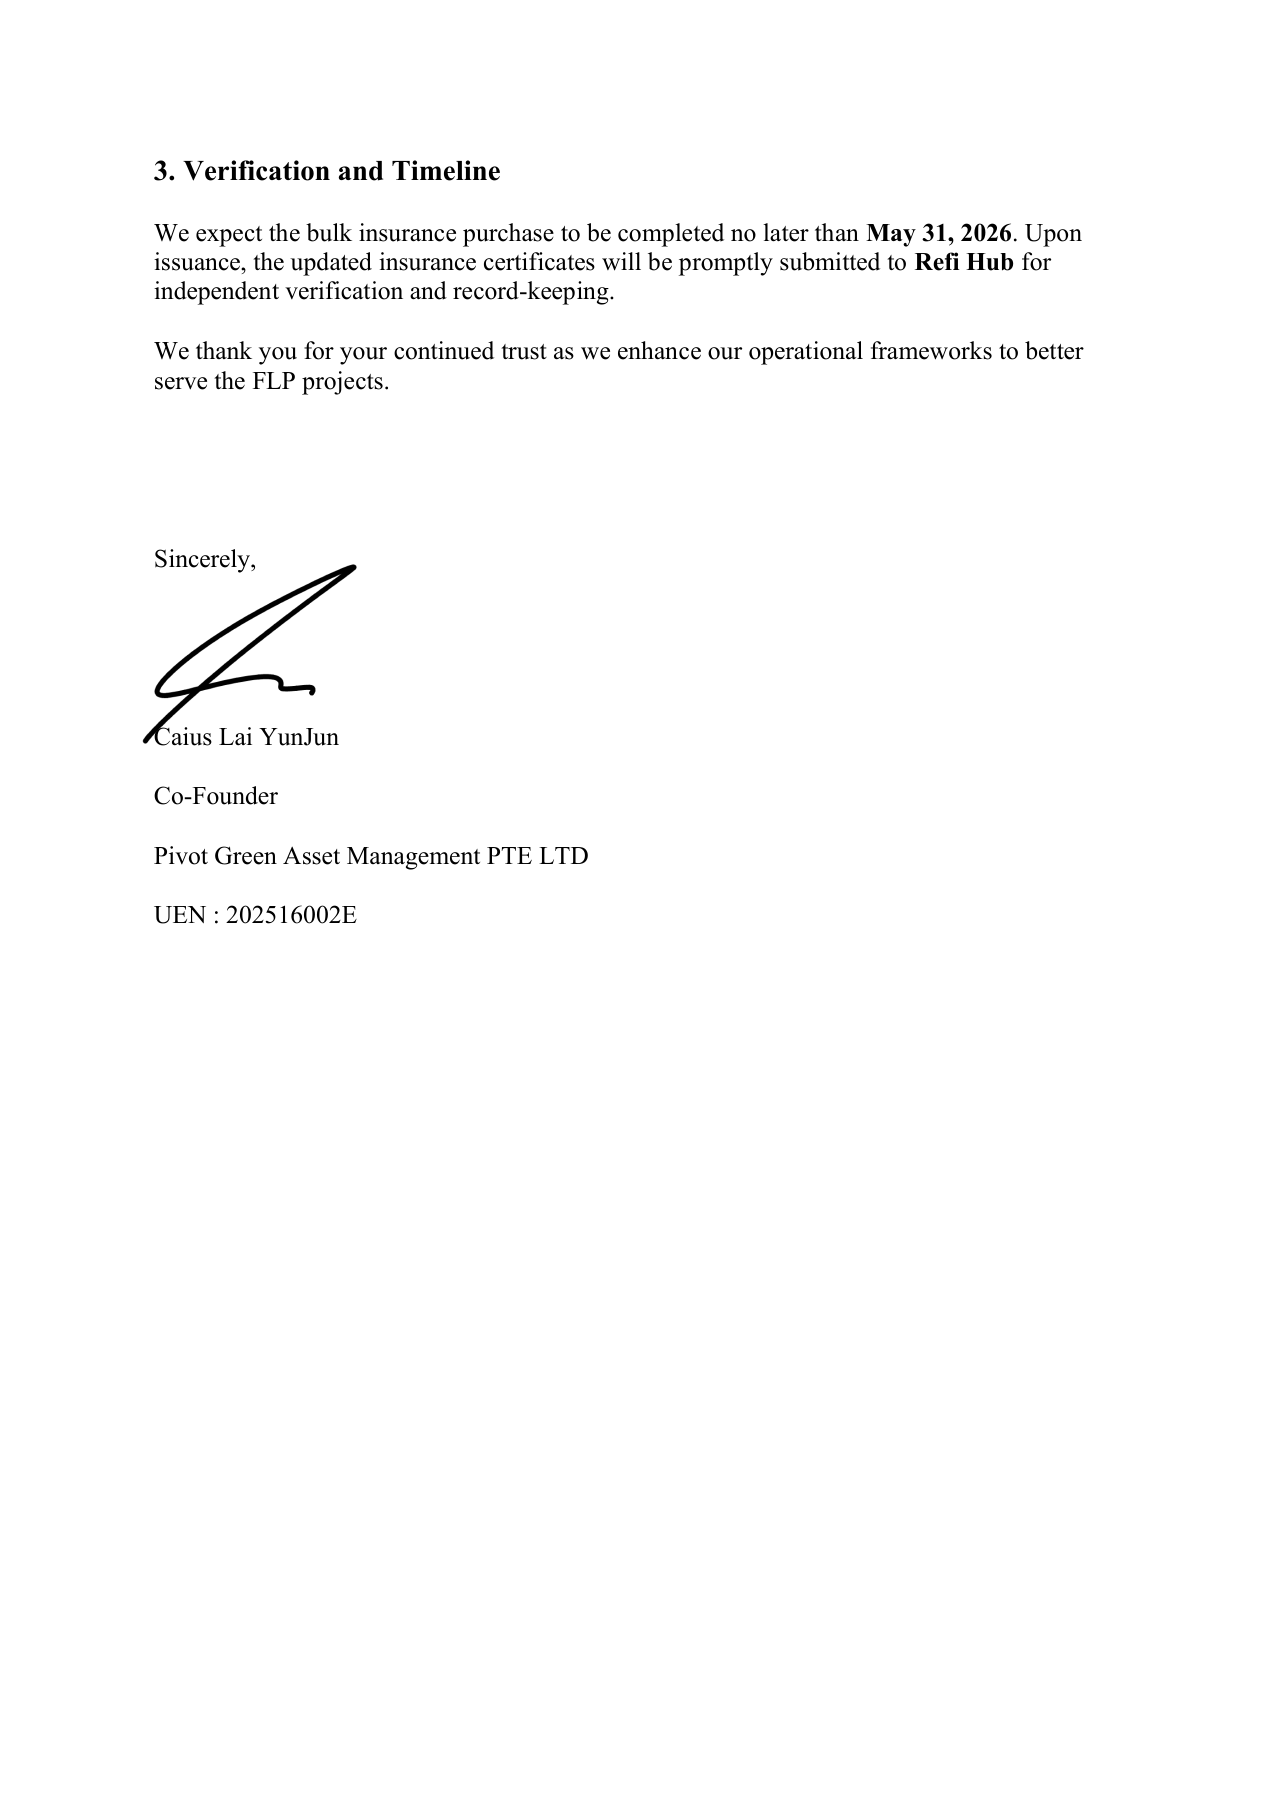 3. Verification and Timeline
We expect the bulk insurance purchase to be completed no later than May 31, 2026. Upon
issuance, the updated insurance certificates will be promptly submitted to Refi Hub for
independent verification and record-keeping.
We thank you for your continued trust as we enhance our operational frameworks to better
serve the FLP projects.
Sincerely,
Caius Lai YunJun
Co-Founder
Pivot Green Asset Management PTE LTD
UEN : 202516002E